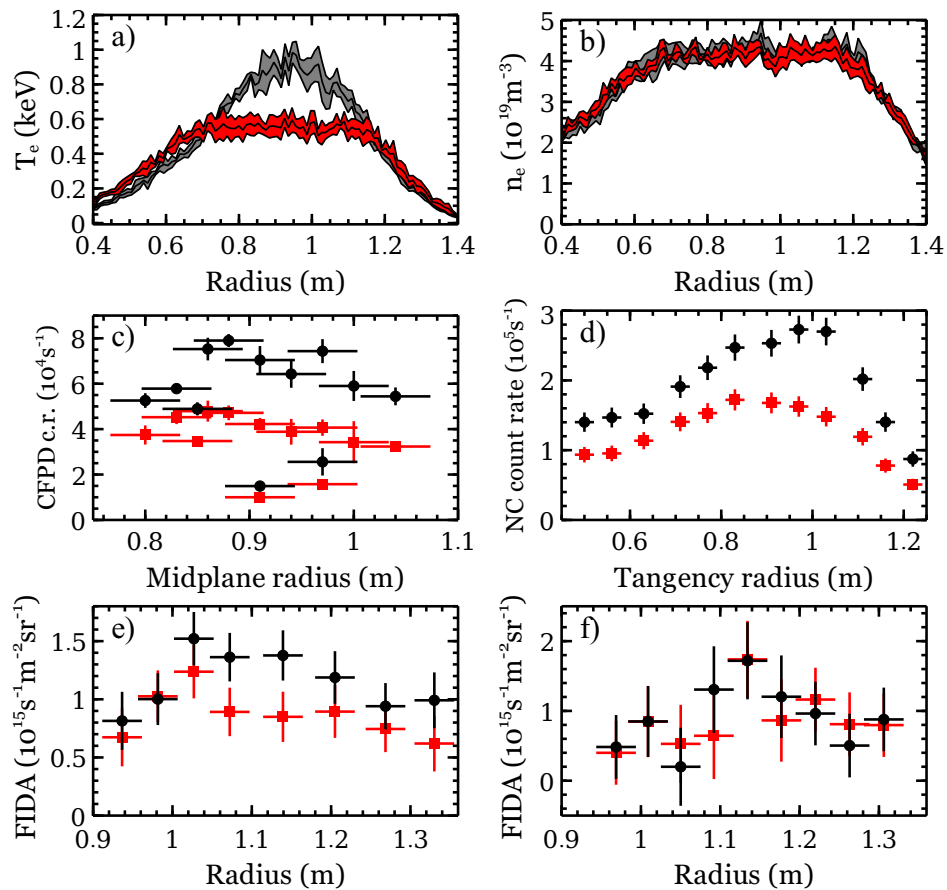 a)
T_e (keV)
0 0.2 0.4 0.6 0.8 1 1.2
0.4 0.6 0.8 1 1.2 1.4
Radius (m)
b)
n_e (10^19 m^-3)
0 1 2 3 4 5
0.4 0.6 0.8 1 1.2 1.4
Radius (m)
c)
CFPD c.r. (10^4 s^-1)
0 2 4 6 8
0.8 0.9 1 1.1
Midplane radius (m)
d)
NC count rate (10^5 s^-1)
0 1 2 3
0.6 0.8 1 1.2
Tangency radius (m)
e)
FIDA (10^15 s^-1 m^-2 sr^-1)
0 0.5 1 1.5
0.9 1 1.1 1.2 1.3
Radius (m)
f)
FIDA (10^15 s^-1 m^-2 sr^-1)
0 1 2
0.9 1 1.1 1.2 1.3
Radius (m)